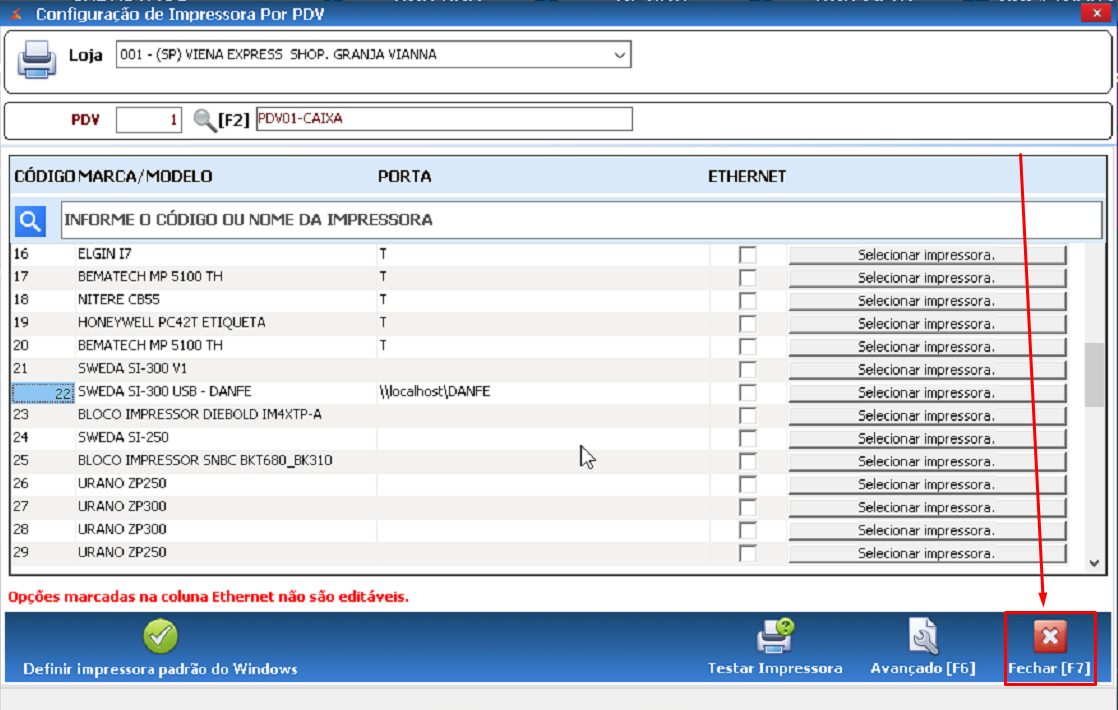 Configuração de Impressora Por PDV
Loja 001 - (SP) VIENA EXPRESS SHOP. GRANJA VIANNA
PDV 1 [F2] PDV01-CAIXA
CÓDIGO MARCA/MODELO PORTA ETHERNET
INFORME O CÓDIGO OU NOME DA IMPRESSORA
16 ELGIN I7 T Selecionar impressora.
17 BEMATECH MP 5100 TH T Selecionar impressora.
18 NITERE CB55 T Selecionar impressora.
19 HONEYWELL PC42T ETIQUETA T Selecionar impressora.
20 BEMATECH MP 5100 TH T Selecionar impressora.
21 SWEDA SI-300 V1 Selecionar impressora.
22 SWEDA SI-300 USB - DANFE \\localhost\DANFE Selecionar impressora.
23 BLOCO IMPRESSOR DIEBOLD IM4XTP-A Selecionar impressora.
24 SWEDA SI-250 Selecionar impressora.
25 BLOCO IMPRESSOR SNBC BKT680_BK310 Selecionar impressora.
26 URANO ZP250 Selecionar impressora.
27 URANO ZP300 Selecionar impressora.
28 URANO ZP300 Selecionar impressora.
29 URANO ZP250 Selecionar impressora.
Opções marcadas na coluna Ethernet não são editáveis.
Definir impressora padrão do Windows Testar Impressora Avançado [F6] Fechar [F7]